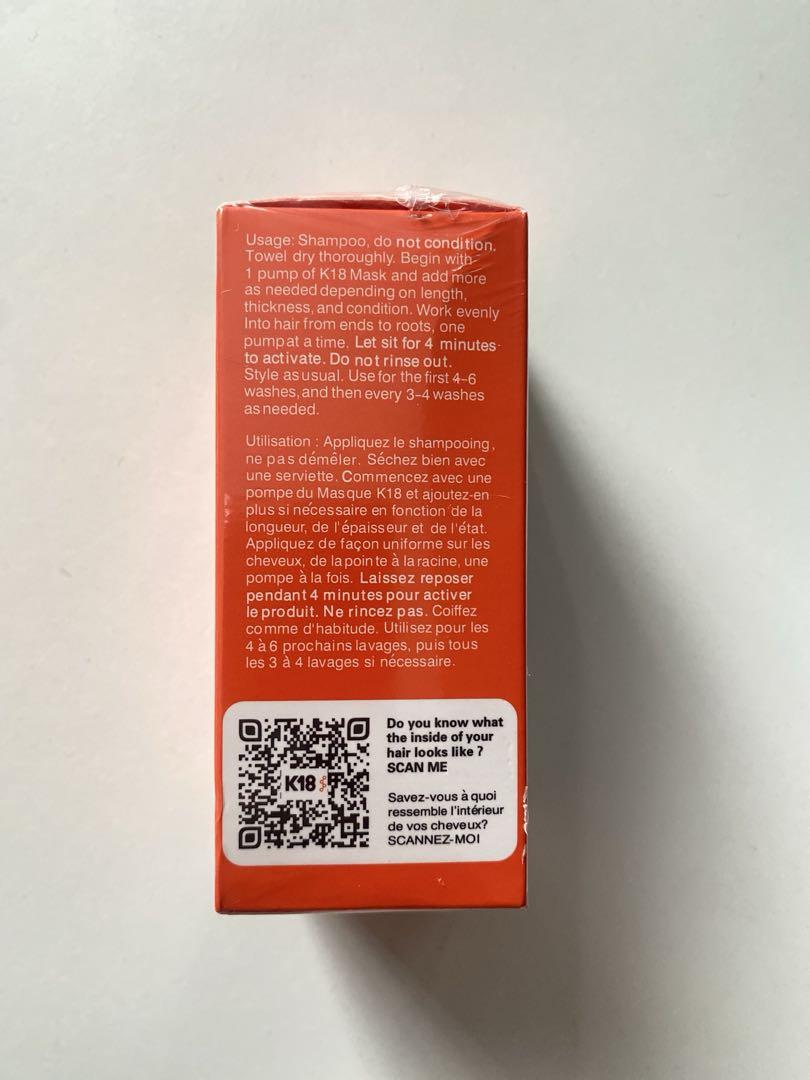 Usage: Shampoo, do not condition.
Towel dry thoroughly. Begin with
1 pump of K18 Mask and add more
as needed depending on length,
thickness, and condition. Work evenly
Into hair from ends to roots, one
pump at a time. Let sit for 4 minutes
to activate. Do not rinse out.
Style as usual. Use for the first 4-6
washes, and then every 3-4 washes
as needed.
Utilisation : Appliquez le shampooing,
ne pas démêler. Séchez bien avec
une serviette. Commencez avec une
pompe du Masque K18 et ajoutez-en
plus si nécessaire en fonction de la
longueur, de l'épaisseur et de l'état.
Appliquez de façon uniforme sur les
cheveux, de la pointe à la racine, une
pompe à la fois. Laissez reposer
pendant 4 minutes pour activer
le produit. Ne rincez pas. Coiffez
comme d'habitude. Utilisez pour les
4 à 6 prochains lavages, puis tous
les 3 à 4 lavages si nécessaire.
K18
Do you know what
the inside of your
hair looks like ?
SCAN ME
Savez-vous à quoi
ressemble l'intérieur
de vos cheveux?
SCANNEZ-MOI